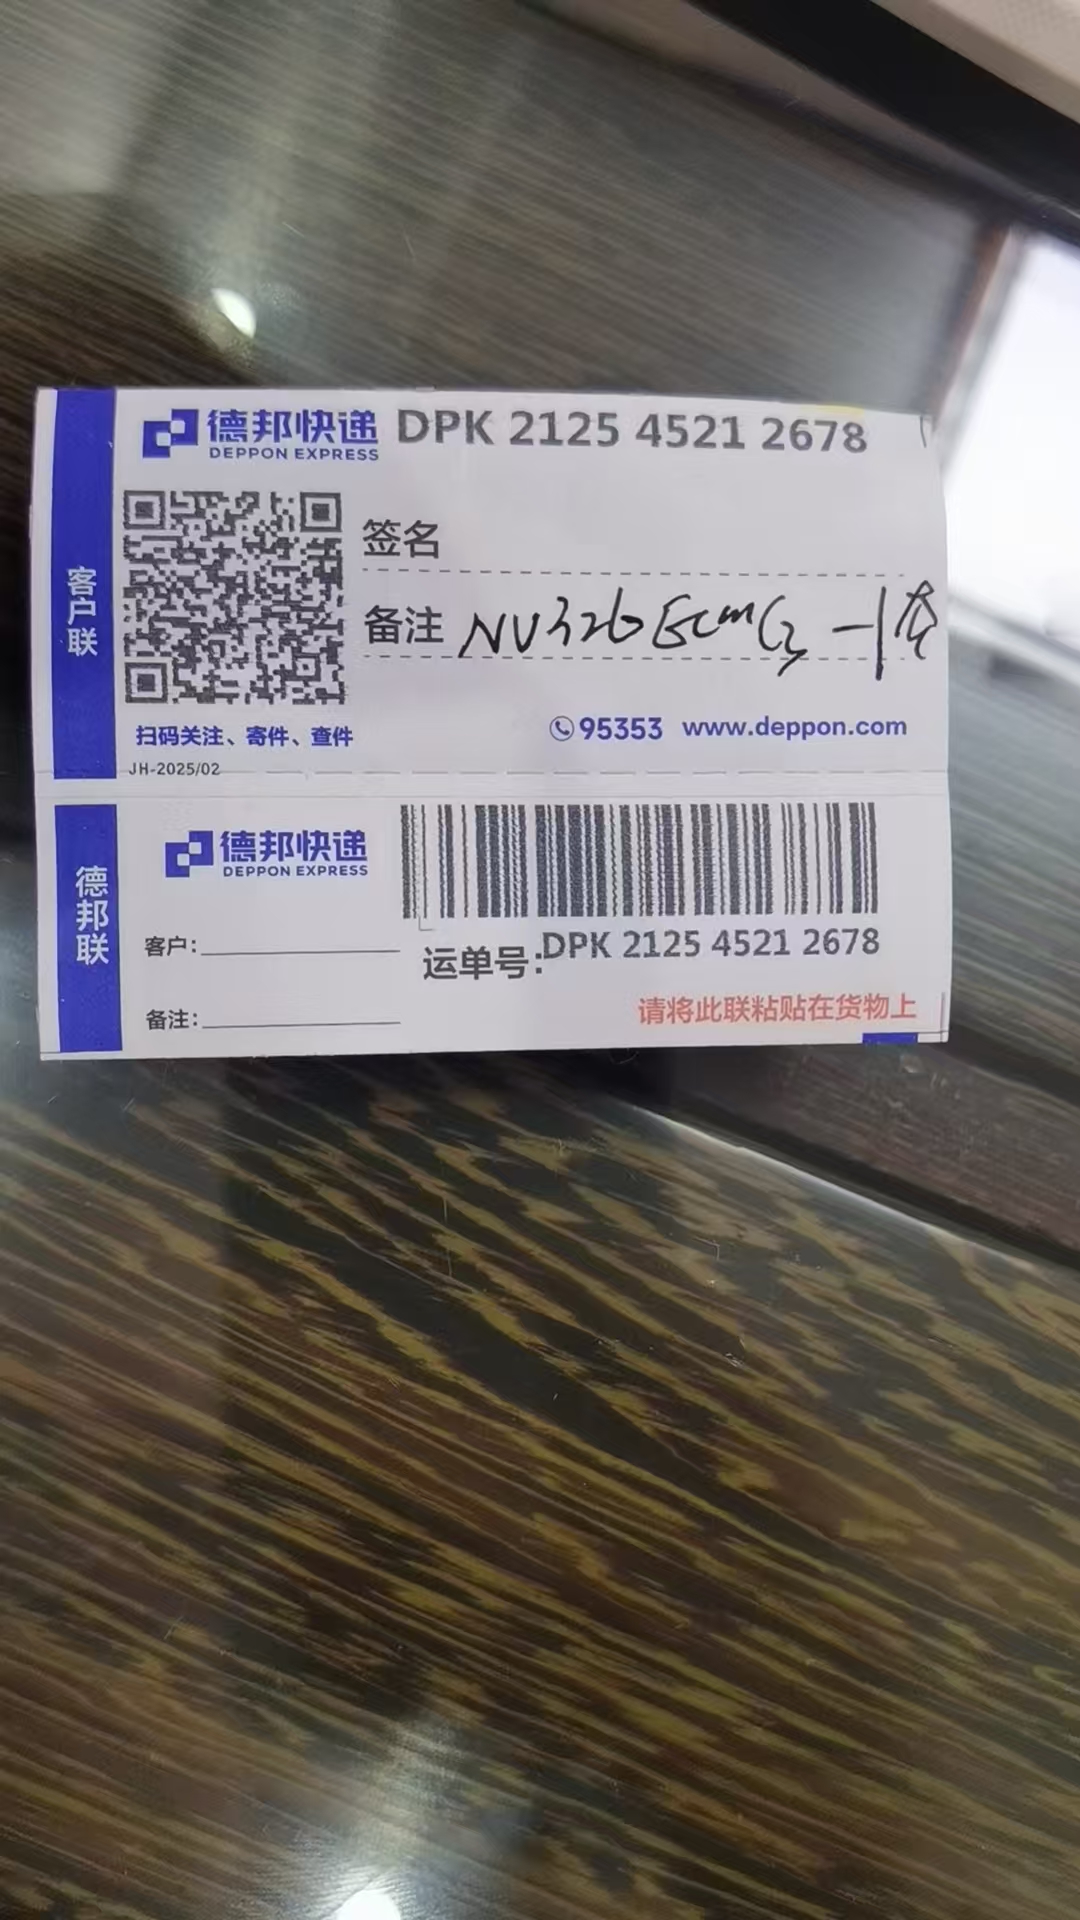 德邦快递 DPK 2125 4521 2678
DEPPON EXPRESS
客户联
签名
备注 NU326 Ecm C3 -1套
扫码关注、寄件、查件
95353 www.deppon.com
JH-2025/02
德邦联
德邦快递
DEPPON EXPRESS
客户:
运单号:DPK 2125 4521 2678
备注:
请将此联粘贴在货物上